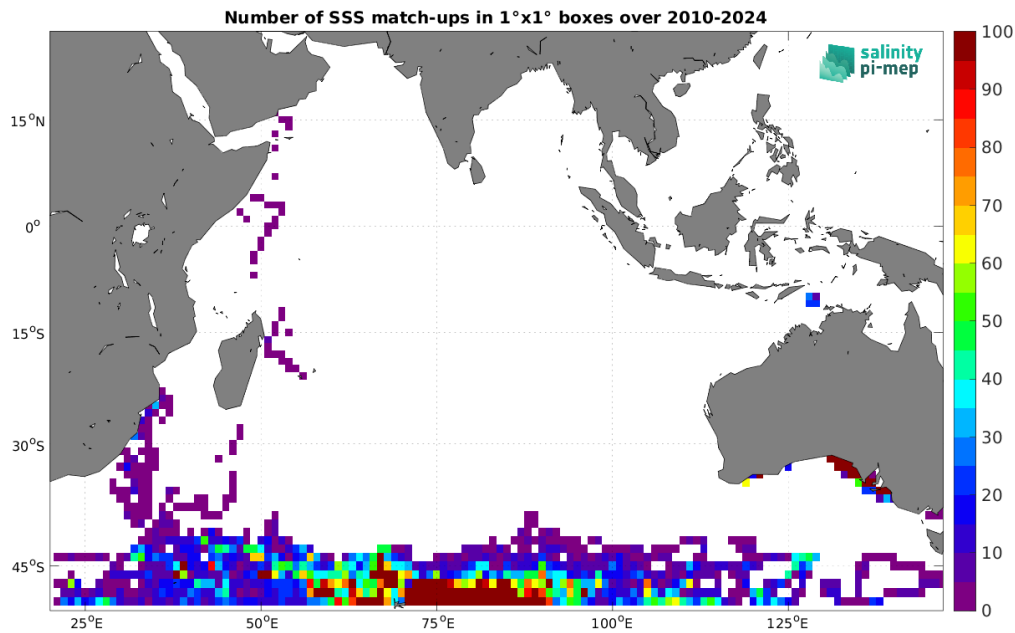 Number of SSS match-ups in 1°x1° boxes over 2010-2024
salinity
pi-mep
100
90
80
70
60
50
40
30
20
10
0
15°N
0°
15°S
30°S
45°S
25°E
50°E
75°E
100°E
125°E